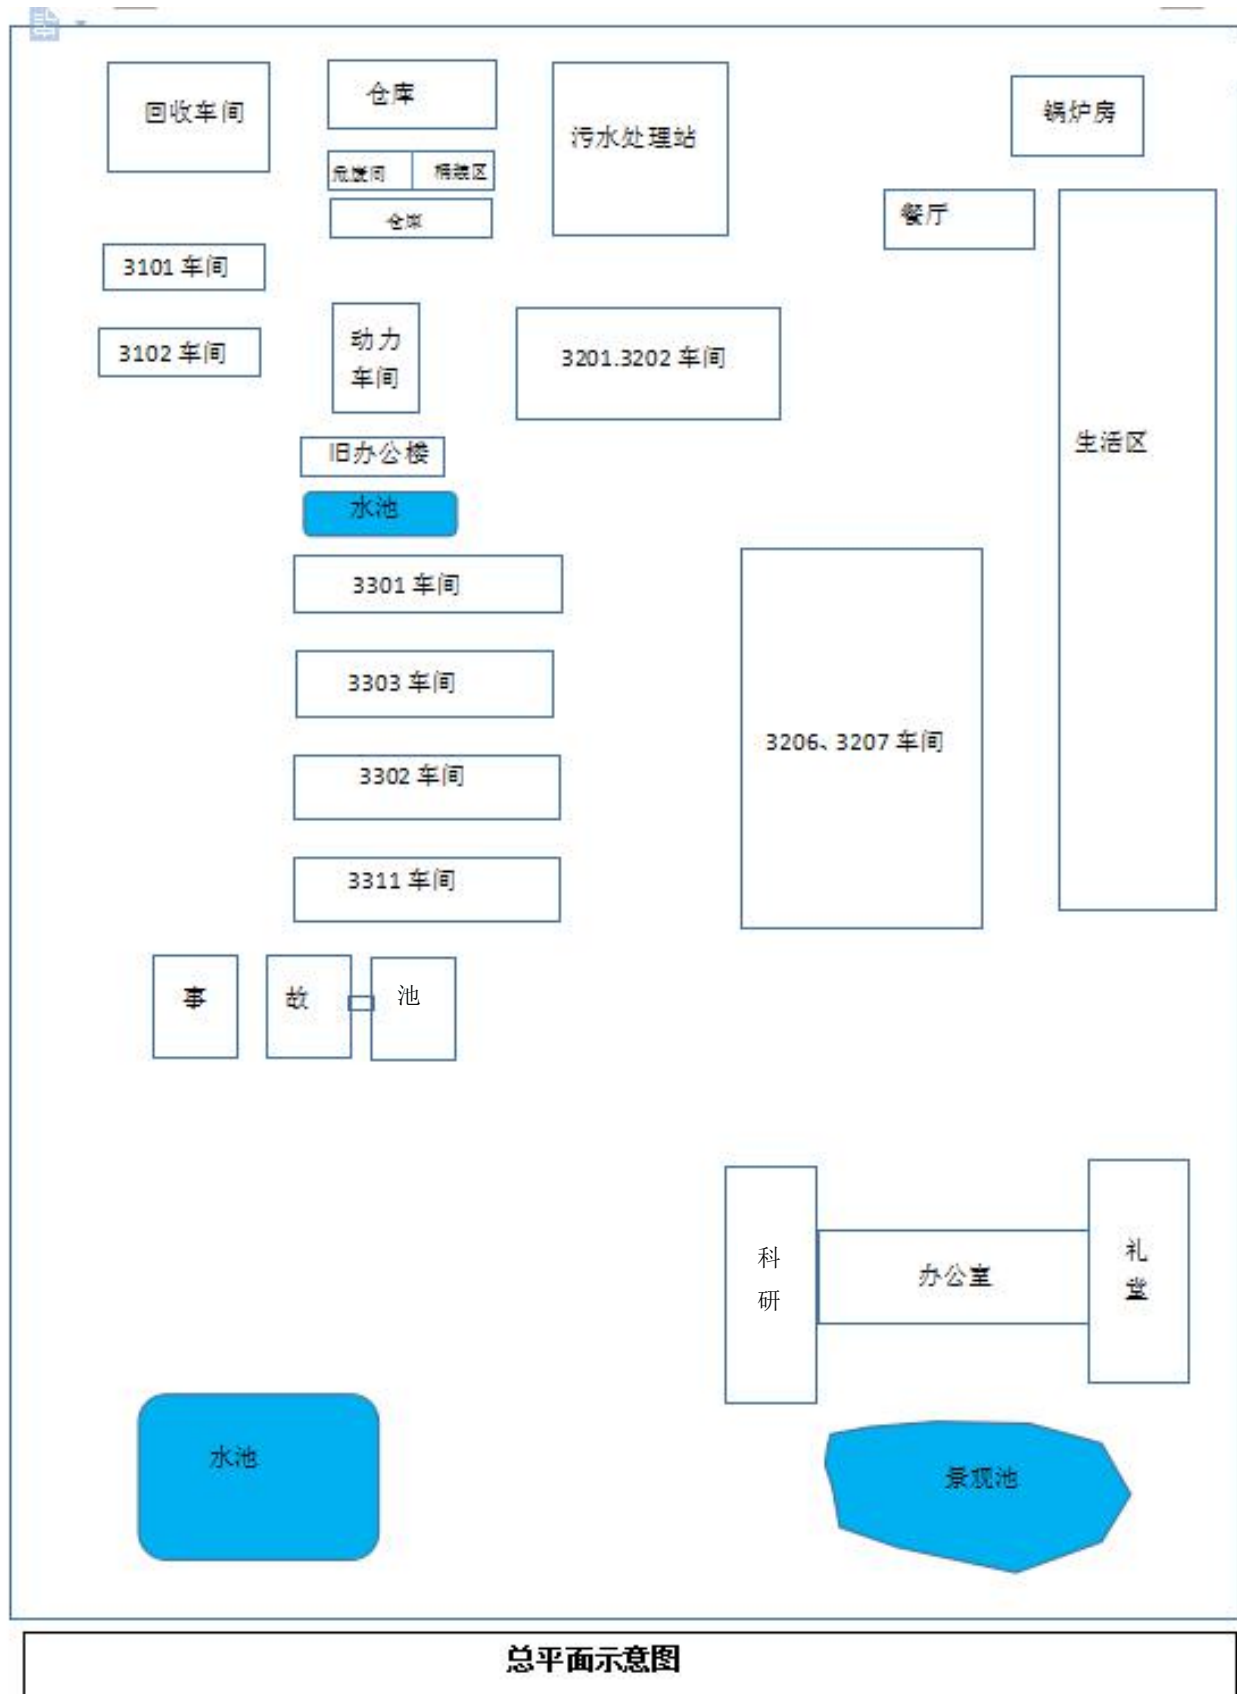 回收车间
仓库
污水处理站
锅炉房
危废间
桶装区
仓库
餐厅
3101 车间
3102 车间
动力
车间
3201.3202 车间
生活区
旧办公楼
水池
3301 车间
3303 车间
3206、3207 车间
3302 车间
3311 车间
事
故
池
科
研
办公室
礼
堂
水池
景观池
总平面示意图